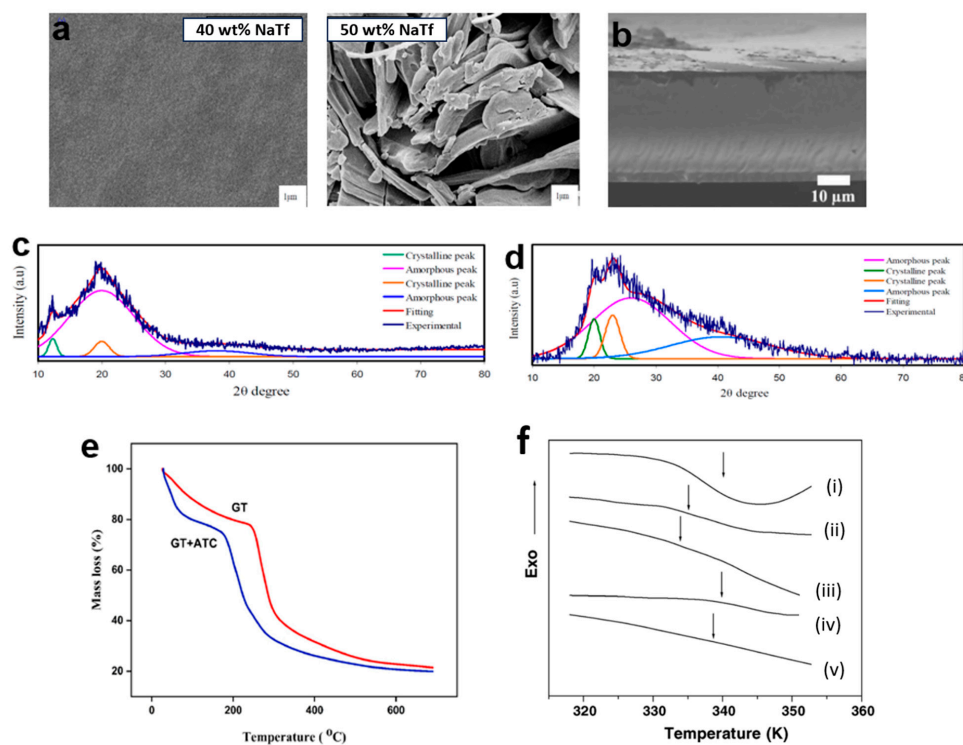 a
40 wt% NaTf
1μm
50 wt% NaTf
1μm
b
10 μm
c
Intensity (a.u)
Crystalline peak
Amorphous peak
Crystalline peak
Amorphous peak
Fitting
Experimental
10 20 30 40 50 60 70 80
2θ degree
d
Intensity (a.u)
Amorphous peak
Crystalline peak
Crystalline peak
Amorphous peak
Fitting
Experimental
10 20 30 40 50 60 70 80
2θ degree
e
Mass loss (%)
100
80
60
40
20
GT
GT+ATC
0 200 400 600
Temperature ( ⁰C)
f
Exo
(i)
(ii)
(iii)
(iv)
(v)
320 330 340 350 360
Temperature (K)